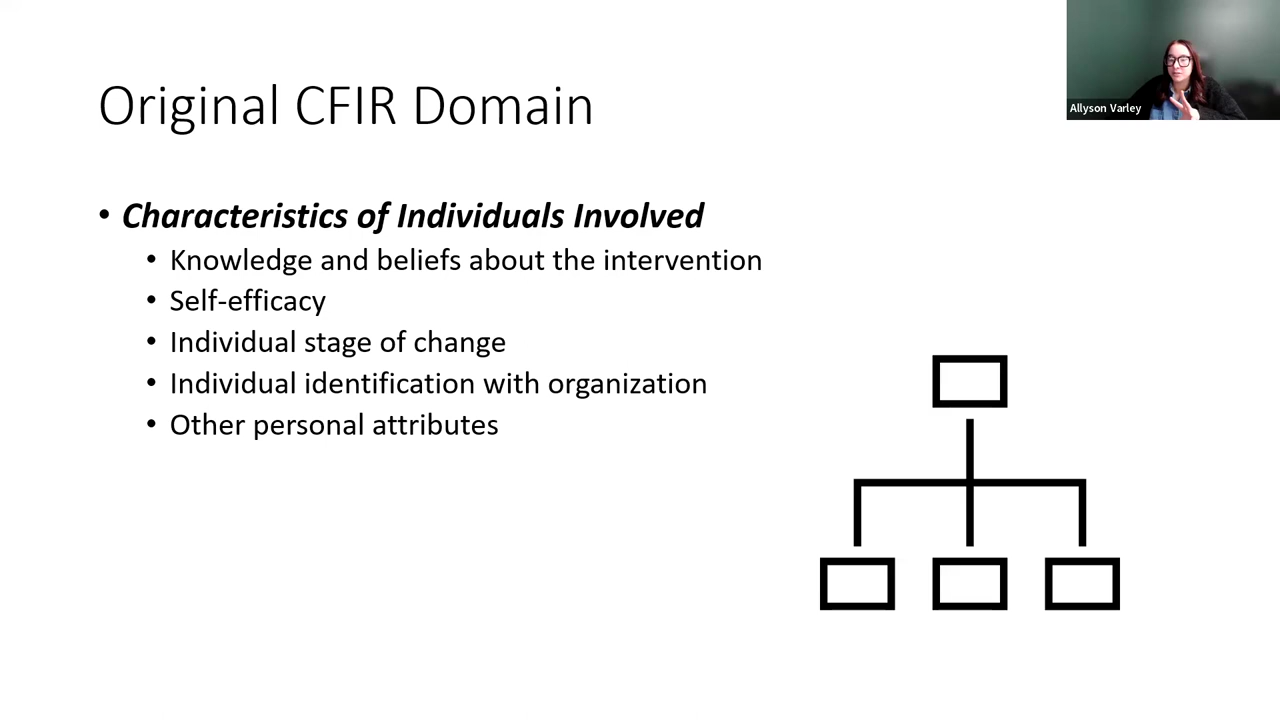 Original CFIR Domain
Allyson Varley
• Characteristics of Individuals Involved
• Knowledge and beliefs about the intervention
• Self-efficacy
• Individual stage of change
• Individual identification with organization
• Other personal attributes